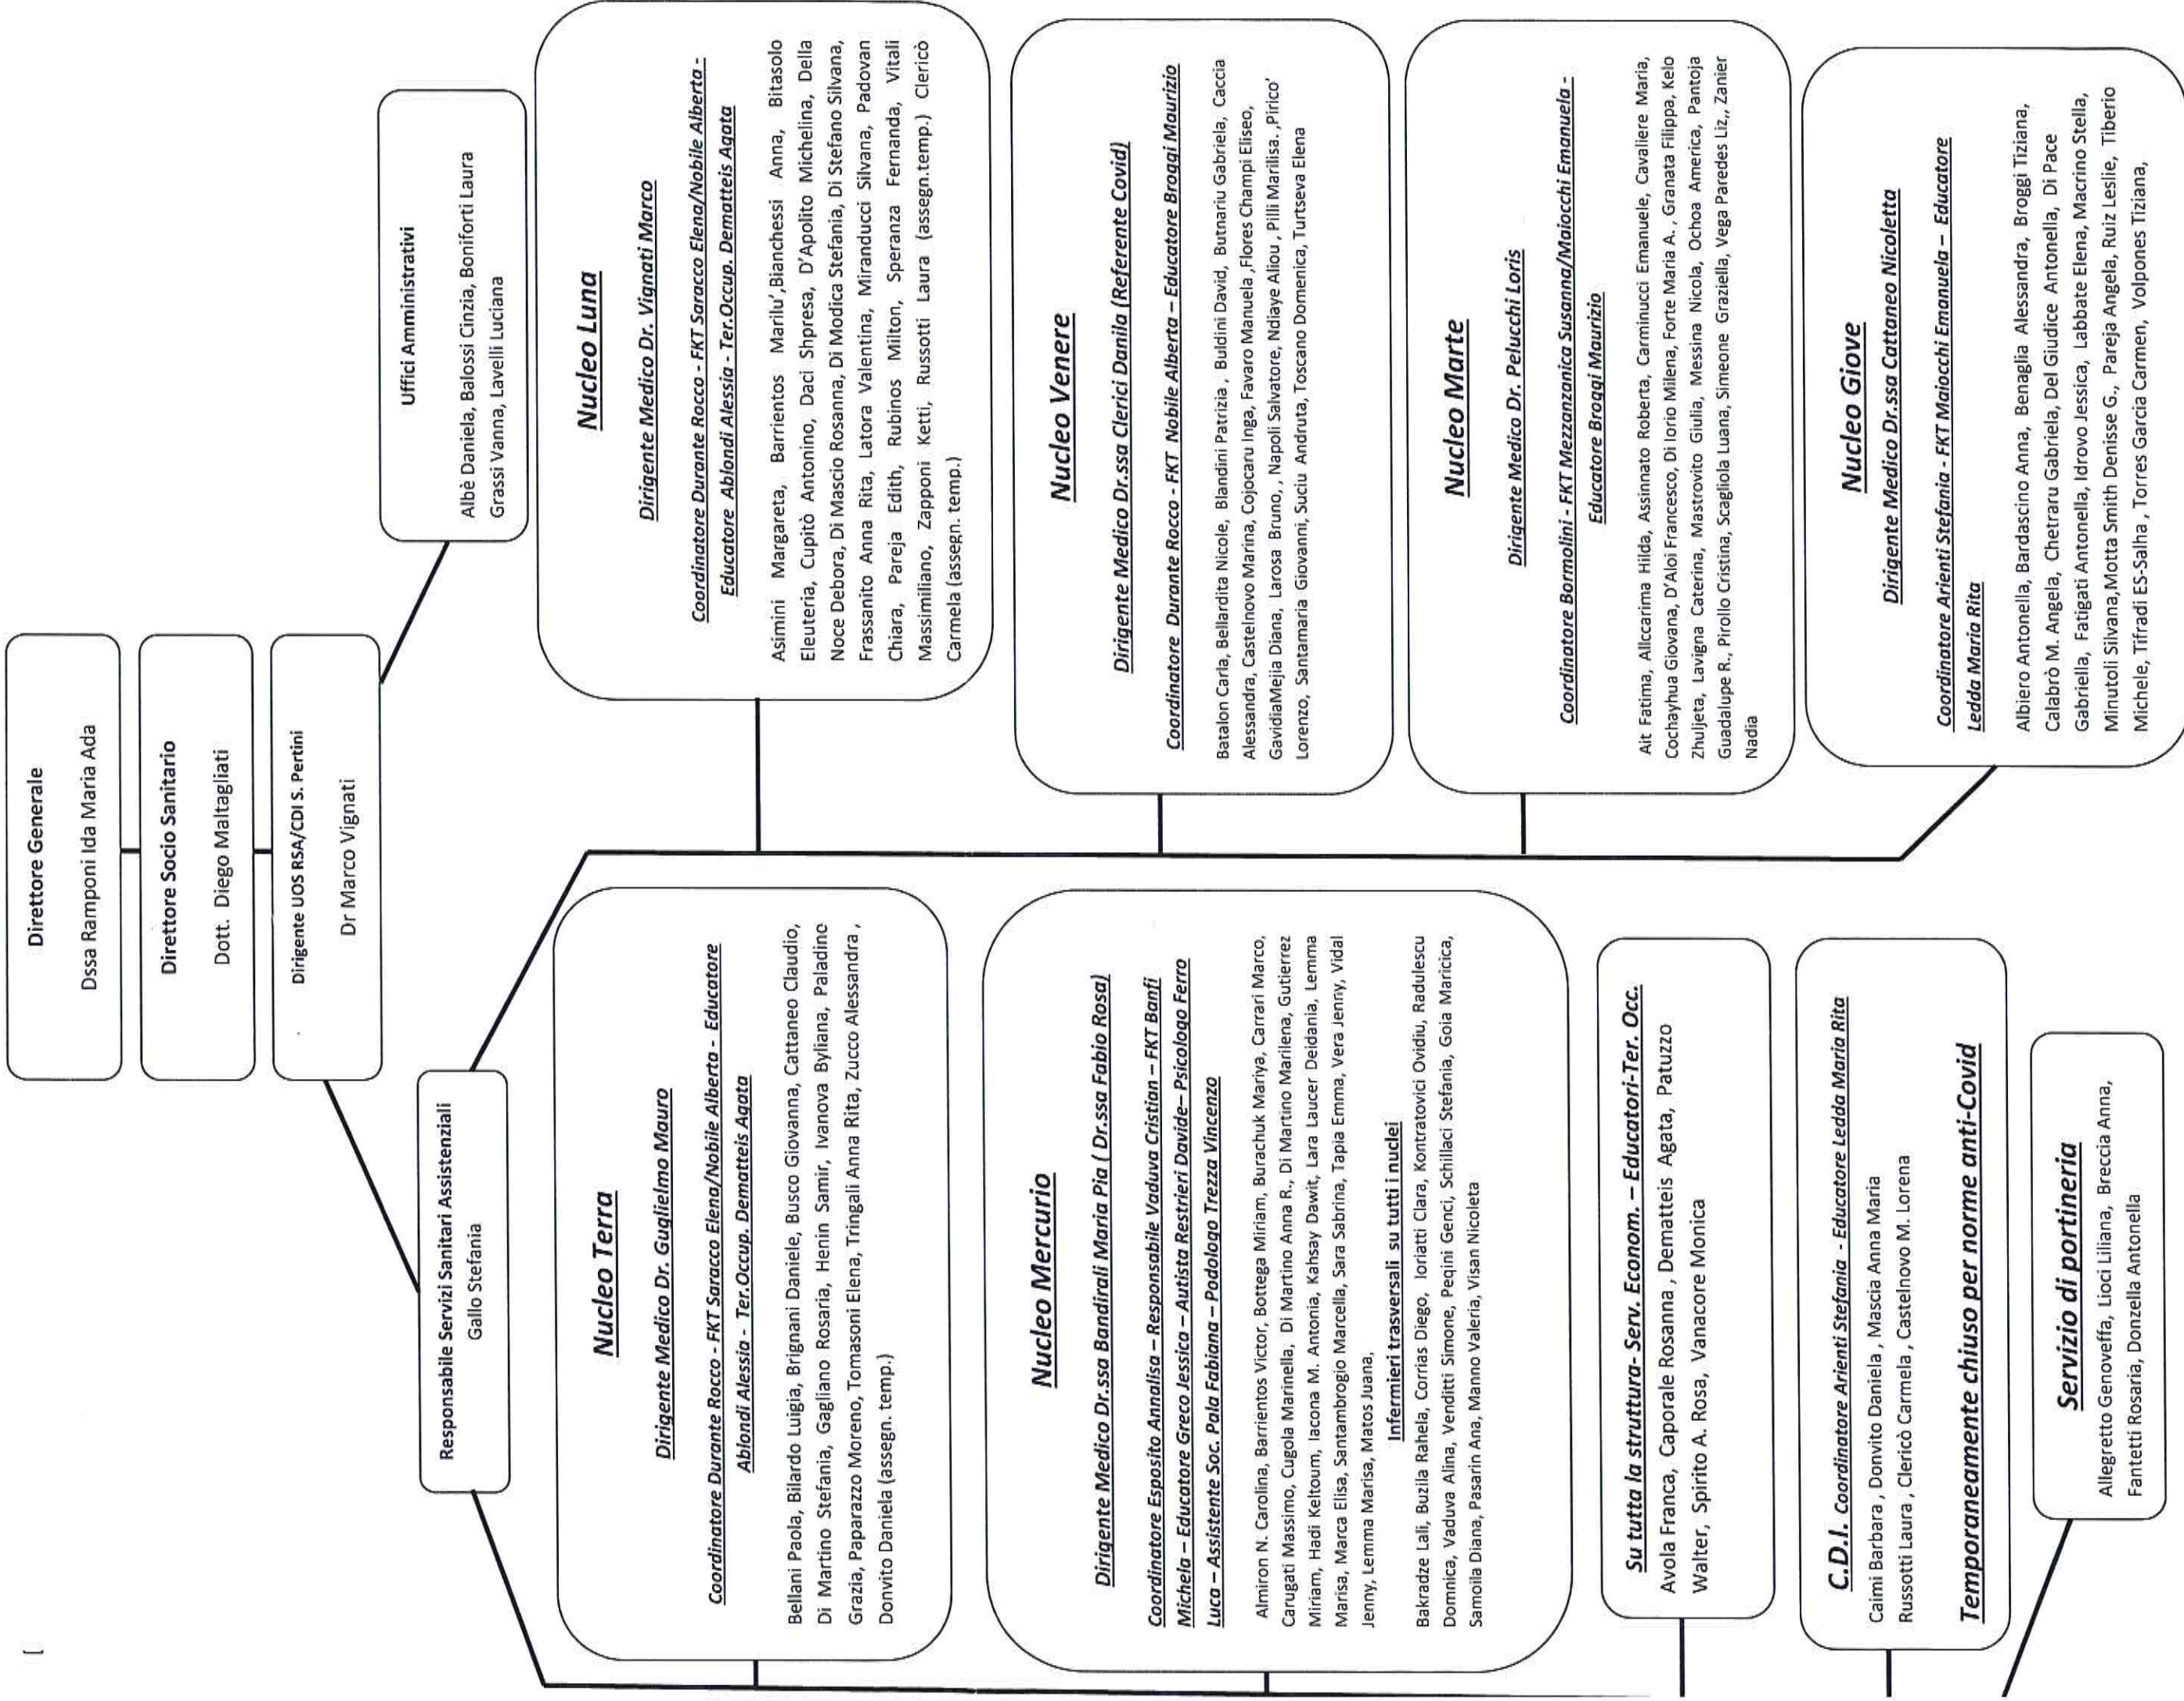 Direttore Generale
Dssa Ramponi Ida Maria Ada
Direttore Socio Sanitario
Dott. Diego Maltagliati
Dirigente UOS RSA/CDI S. Pertini
Dr Marco Vignati
Responsabile Servizi Sanitari Assistenziali
Gallo Stefania
Uffici Amministrativi
Albè Daniela, Balossi Cinzia, Boniforti Laura
Grassi Vanna, Lavelli Luciana
Nucleo Terra
Dirigente Medico Dr. Guglielmo Mauro
Coordinatore Durante Rocco - FKT Saracco Elena/Nobile Alberta - Educatore
Ablondi Alessia - Ter.Occup. Dematteis Agata
Bellani Paola, Bilardo Luigia, Brignani Daniele, Busco Giovanna, Cattaneo Claudio,
Di Martino Stefania, Gagliano Rosaria, Henin Samir, Ivanova Byliana, Paladino
Grazia, Paparazzo Moreno, Tomasoni Elena, Tringali Anna Rita, Zucco Alessandra ,
Donvito Daniela (assegn. temp.)
Nucleo Luna
Dirigente Medico Dr. Vignati Marco
Coordinatore Durante Rocco - FKT Saracco Elena/Nobile Alberta -
Educatore Ablondi Alessia - Ter.Occup. Dematteis Agata
Asimini Margareta, Barrientos Marilu',Bianchessi Anna, Bitasolo
Eleuteria, Cupitò Antonino, Daci Shpresa, D'Apolito Michelina, Della
Noce Debora, Di Mascio Rosanna, Di Modica Stefania, Di Stefano Silvana,
Frassanito Anna Rita, Latora Valentina, Miranducci Silvana, Padovan
Chiara, Pareja Edith, Rubinos Milton, Speranza Fernanda, Vitali
Massimiliano, Zapponi Ketti, Russotti Laura (assegn.temp.) Clericò
Carmela (assegn. temp.)
Nucleo Mercurio
Dirigente Medico Dr.ssa Bandirali Maria Pia ( Dr.ssa Fabio Rosa)
Coordinatore Esposito Annalisa – Responsabile Vaduva Cristian – FKT Banfi
Michela – Educatore Greco Jessica – Autista Restrieri David e– Psicologo Ferro
Luca – Assistente Soc. Pala Fabiana – Podologo Trezza Vincenzo
Almiron N. Carolina, Barrientos Victor, Bottega Miriam, Burachuk Mariya, Carrari Marco,
Carugati Massimo, Cugola Marinella, Di Martino Anna R., Di Martino Marilena, Gutierrez
Miriam, Hadi Keltoum, Iacona M. Antonia, Kahsay Dawit, Lara Laucer Deidania, Lemma
Marisa, Marca Elisa, Santambrogio Marcella, Sara Sabrina, Tapia Emma, Vera Jenny, Vidal
Jenny, Lemma Marisa, Matos Juana,
Infermieri trasversali su tutti i nuclei
Bakradze Lali, Buzila Rahela, Corrias Diego, Ioriatti Clara, Kontratovici Ovidiu, Radulescu
Domnica, Vaduva Alina, Venditti Simone, Peqini Genci, Schillaci Stefania, Goia Maricica,
Samoila Diana, Pasarin Ana, Manno Valeria, Visan Nicoleta
Nucleo Venere
Dirigente Medico Dr.ssa Clerici Danila (Referente Covid)
Coordinatore Durante Rocco - FKT Nobile Alberta – Educatore Broggi Maurizio
Batalon Carla, Bellardita Nicole, Blandini Patrizia , Buldini David, Butnariu Gabriela, Caccia
Alessandra, Castelnovo Marina, Cojocaru Inga, Favaro Manuela ,Flores Champi Eliseo,
GavidiaMejia Diana, Larosa Bruno, , Napoli Salvatore, Ndiaye Aliou , Pilli Marilisa. ,Pirico'
Lorenzo, Santamaria Giovanni, Suciu Andruta, Toscano Domenica, Turtseva Elena
Nucleo Marte
Dirigente Medico Dr. Pelucchi Loris
Coordinatore Bormolini - FKT Mezzanzanica Susanna/Maiocchi Emanuela -
Educatore Broggi Maurizio
Ait Fatima, Allccarima Hilda, Assinnato Roberta, Carminucci Emanuele, Cavaliere Maria,
Cochayhua Giovana, D'Aloi Francesco, Di Iorio Milena, Forte Maria A. , Granata Filippa, Kelo
Zhuljeta, Lavigna Caterina, Mastrovito Giulia, Messina Nicola, Ochoa America, Pantoja
Guadalupe R., Pirollo Cristina, Scagliola Luana, Simeone Graziella, Vega Paredes Liz,, Zanier
Nadia
Su tutta la struttura- Serv. Econom. – Educatori-Ter. Occ.
Avola Franca, Caporale Rosanna , Dematteis Agata, Patuzzo
Walter, Spirito A. Rosa, Vanacore Monica
Nucleo Giove
Dirigente Medico Dr.ssa Cattaneo Nicoletta
Coordinatore Arienti Stefania - FKT Maiocchi Emanuela – Educatore
Ledda Maria Rita
Albiero Antonella, Bardascino Anna, Benaglia Alessandra, Broggi Tiziana,
Calabrò M. Angela, Chetraru Gabriela, Del Giudice Antonella, Di Pace
Gabriella, Fatigati Antonella, Idrovo Jessica, Labbate Elena, Macrino Stella,
Minutoli Silvana,Motta Smith Denisse G., Pareja Angela, Ruiz Leslie, Tiberio
Michele, Tifradi ES-Salha , Torres Garcia Carmen, Volpones Tiziana,
C.D.I. Coordinatore Arienti Stefania - Educatore Ledda Maria Rita
Caimi Barbara , Donvito Daniela , Mascia Anna Maria
Russotti Laura , Clericò Carmela , Castelnovo M. Lorena
Temporaneamente chiuso per norme anti-Covid
Servizio di portineria
Allegretto Genoveffa, Lioci Liliana, Breccia Anna,
Fantetti Rosaria, Donzella Antonella